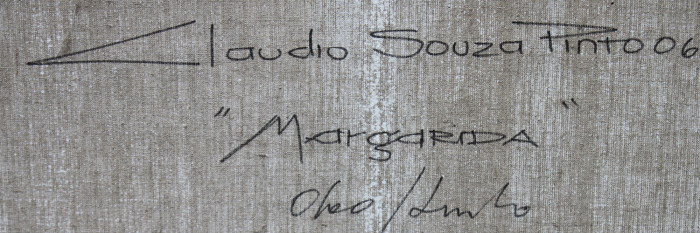 Claudio Souza Pinto 06
"Margarida"
Oleo/Linho